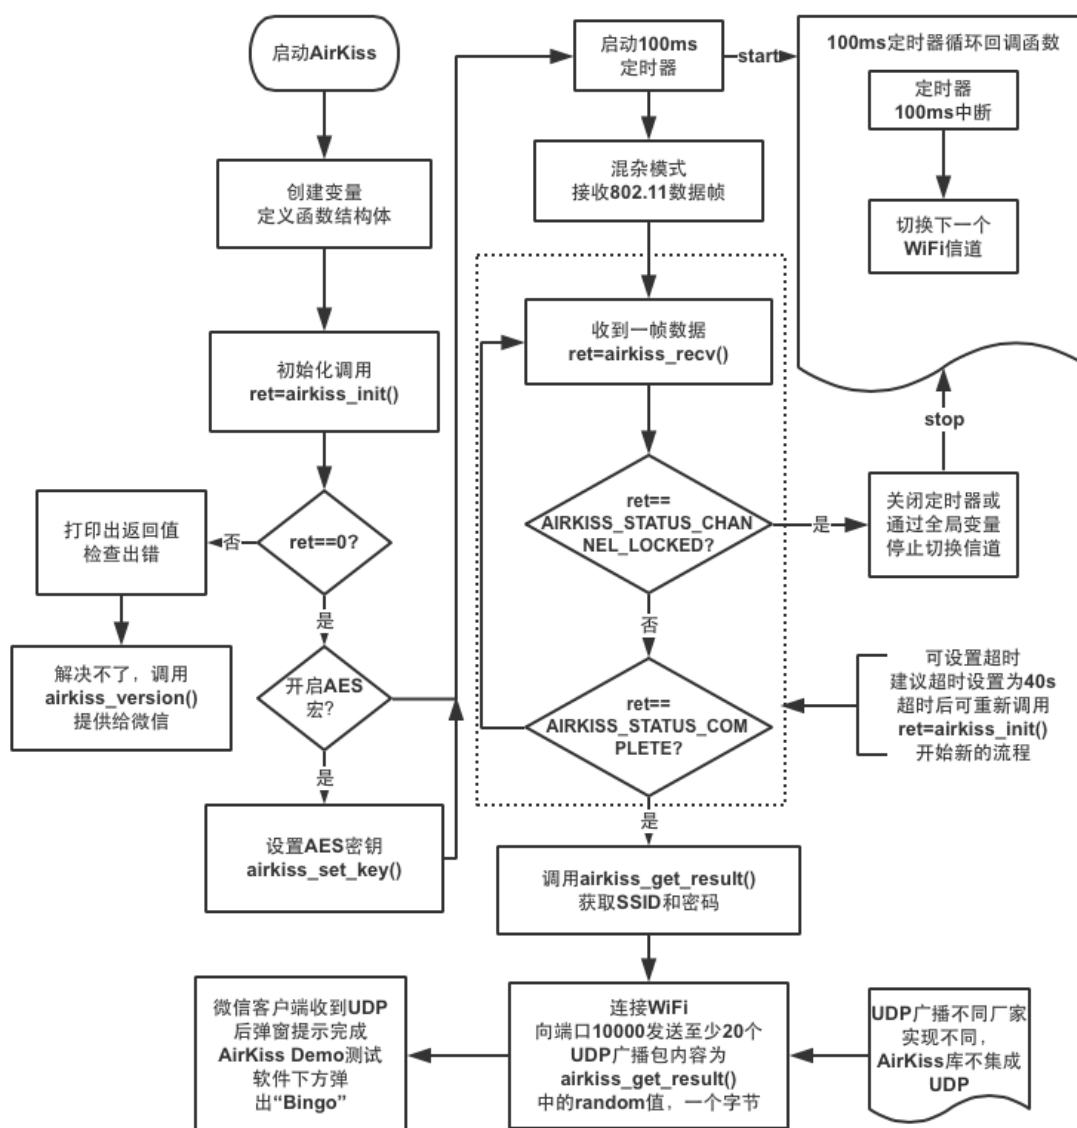 启动AirKiss
创建变量
定义函数结构体
初始化调用
ret=airkiss_init()
ret==0?
否
打印出返回值
检查出错
解决不了，调用
airkiss_version()
提供给微信
是
开启AES
宏?
是
设置AES密钥
airkiss_set_key()
启动100ms
定时器
start
100ms定时器循环回调函数
定时器
100ms中断
切换下一个
WiFi信道
混杂模式
接收802.11数据帧
收到一帧数据
ret=airkiss_recv()
ret==
AIRKISS_STATUS_CHAN
NEL_LOCKED?
是
关闭定时器或
通过全局变量
停止切换信道
stop
否
ret==
AIRKISS_STATUS_COM
PLETE?
可设置超时
建议超时设置为40s
超时后可重新调用
ret=airkiss_init()
开始新的流程
是
调用airkiss_get_result()
获取SSID和密码
连接WiFi
向端口10000发送至少20个
UDP广播包内容为
airkiss_get_result()
中的random值，一个字节
UDP广播不同厂家
实现不同，
AirKiss库不集成
UDP
微信客户端收到UDP
后弹窗提示完成
AirKiss Demo测试
软件下方弹
出“Bingo”